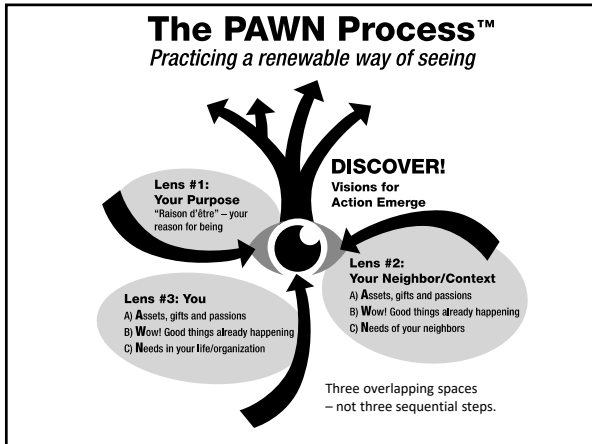 The PAWN Process™
Practicing a renewable way of seeing
DISCOVER!
Visions for
Action Emerge
Lens #1:
Your Purpose
“Raison d’être” – your
reason for being
Lens #2:
Your Neighbor/Context
A) Assets, gifts and passions
B) Wow! Good things already happening
C) Needs of your neighbors
Lens #3: You
A) Assets, gifts and passions
B) Wow! Good things already happening
C) Needs in your life/organization
Three overlapping spaces
– not three sequential steps.